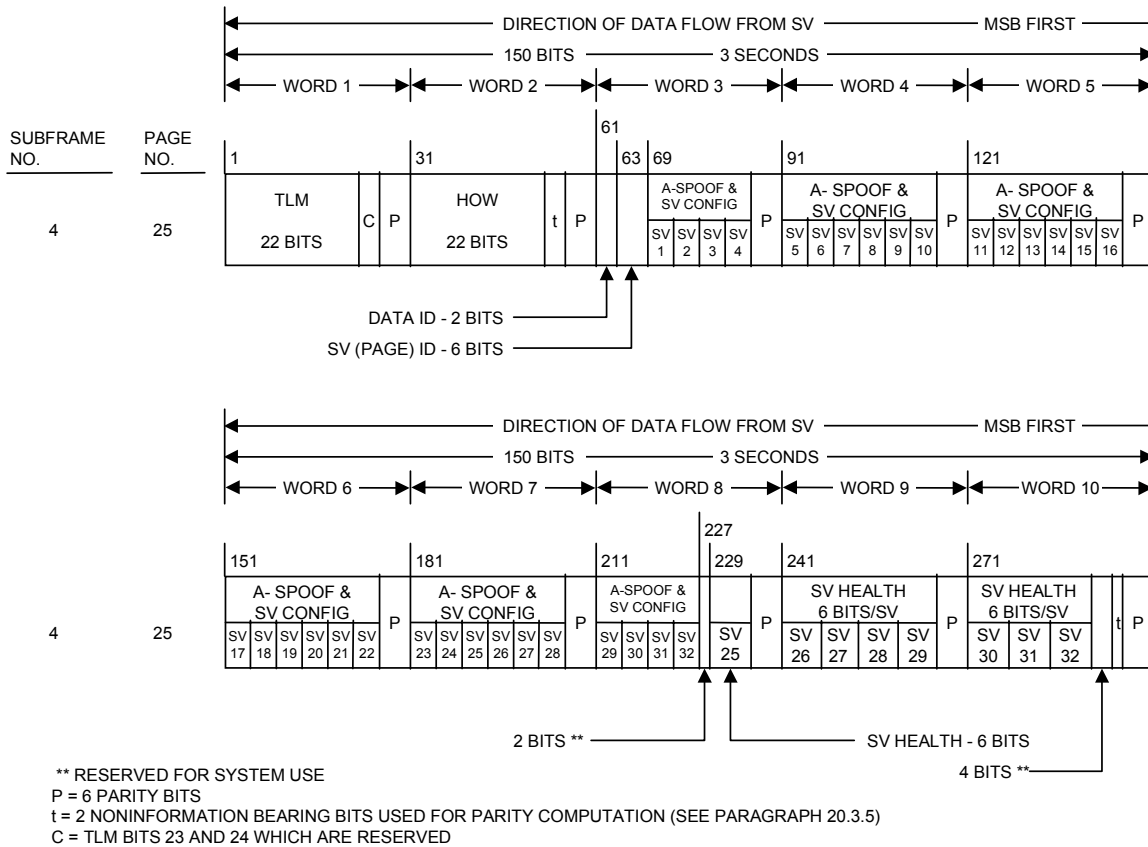 DIRECTION OF DATA FLOW FROM SV MSB FIRST
150 BITS 3 SECONDS
WORD 1 WORD 2 WORD 3 WORD 4 WORD 5
SUBFRAME NO. PAGE NO.
1 31 61 63 69 91 121
4 25
TLM 22 BITS C P
HOW 22 BITS t P
A-SPOOF & SV CONFIG
SV 1 SV 2 SV 3 SV 4 P
A- SPOOF & SV CONFIG
SV 5 SV 6 SV 7 SV 8 SV 9 SV 10 P
A- SPOOF & SV CONFIG
SV 11 SV 12 SV 13 SV 14 SV 15 SV 16 P
DATA ID - 2 BITS
SV (PAGE) ID - 6 BITS
DIRECTION OF DATA FLOW FROM SV MSB FIRST
150 BITS 3 SECONDS
WORD 6 WORD 7 WORD 8 WORD 9 WORD 10
151 181 211 227 229 241 271
4 25
A- SPOOF & SV CONFIG
SV 17 SV 18 SV 19 SV 20 SV 21 SV 22 P
A- SPOOF & SV CONFIG
SV 23 SV 24 SV 25 SV 26 SV 27 SV 28 P
A-SPOOF & SV CONFIG
SV 29 SV 30 SV 31 SV 32
SV 25 P
SV HEALTH 6 BITS/SV
SV 26 SV 27 SV 28 SV 29 P
SV HEALTH 6 BITS/SV
SV 30 SV 31 SV 32 t P
2 BITS **
SV HEALTH - 6 BITS
4 BITS **
** RESERVED FOR SYSTEM USE
P = 6 PARITY BITS
t = 2 NONINFORMATION BEARING BITS USED FOR PARITY COMPUTATION (SEE PARAGRAPH 20.3.5)
C = TLM BITS 23 AND 24 WHICH ARE RESERVED